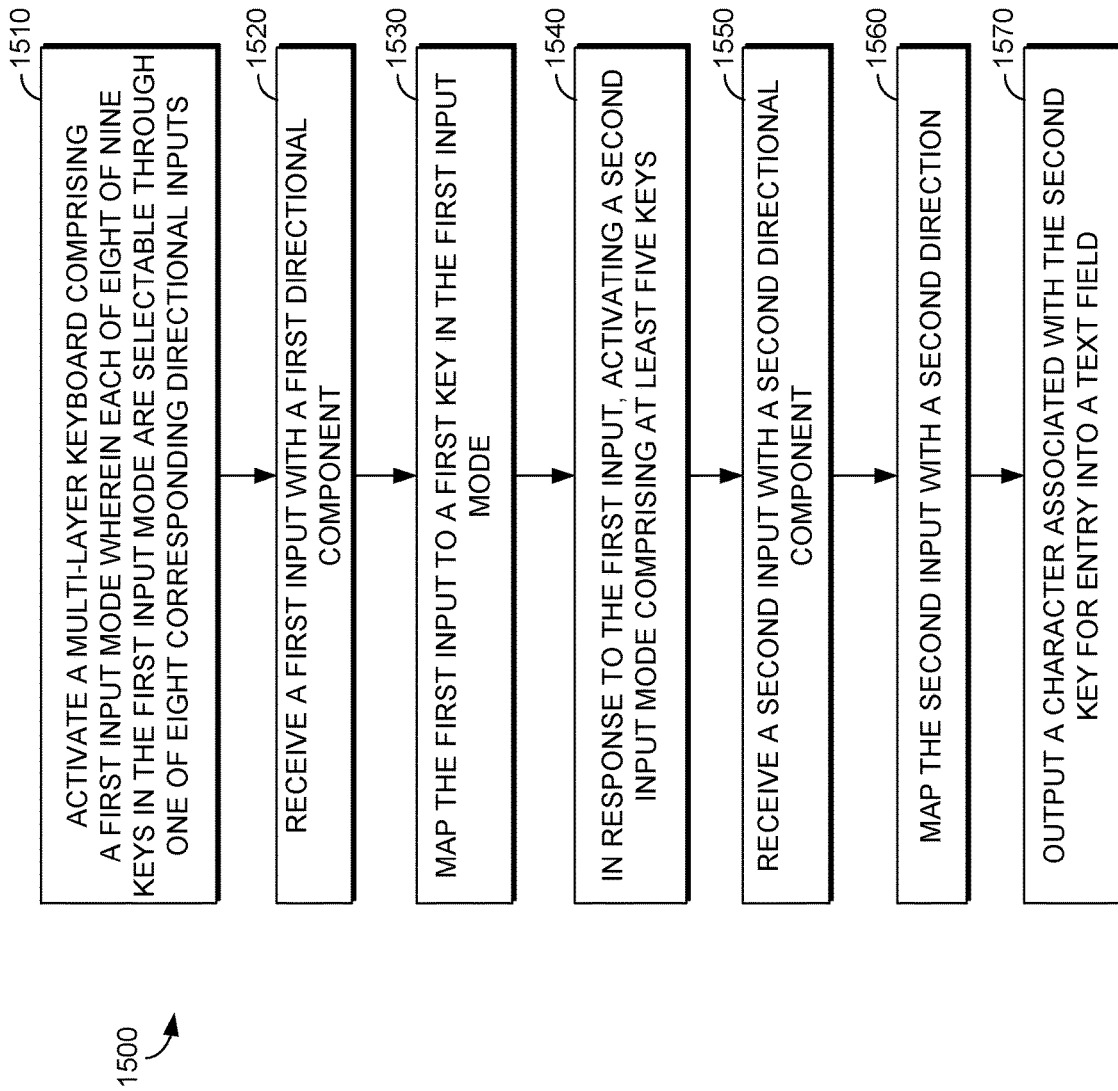 1500
1510
ACTIVATE A MULTI-LAYER KEYBOARD COMPRISING
A FIRST INPUT MODE WHEREIN EACH OF EIGHT OF NINE
KEYS IN THE FIRST INPUT MODE ARE SELECTABLE THROUGH
ONE OF EIGHT CORRESPONDING DIRECTIONAL INPUTS
1520
RECEIVE A FIRST INPUT WITH A FIRST DIRECTIONAL
COMPONENT
1530
MAP THE FIRST INPUT TO A FIRST KEY IN THE FIRST INPUT
MODE
1540
IN RESPONSE TO THE FIRST INPUT, ACTIVATING A SECOND
INPUT MODE COMPRISING AT LEAST FIVE KEYS
1550
RECEIVE A SECOND INPUT WITH A SECOND DIRECTIONAL
COMPONENT
1560
MAP THE SECOND INPUT WITH A SECOND DIRECTION
1570
OUTPUT A CHARACTER ASSOCIATED WITH THE SECOND
KEY FOR ENTRY INTO A TEXT FIELD